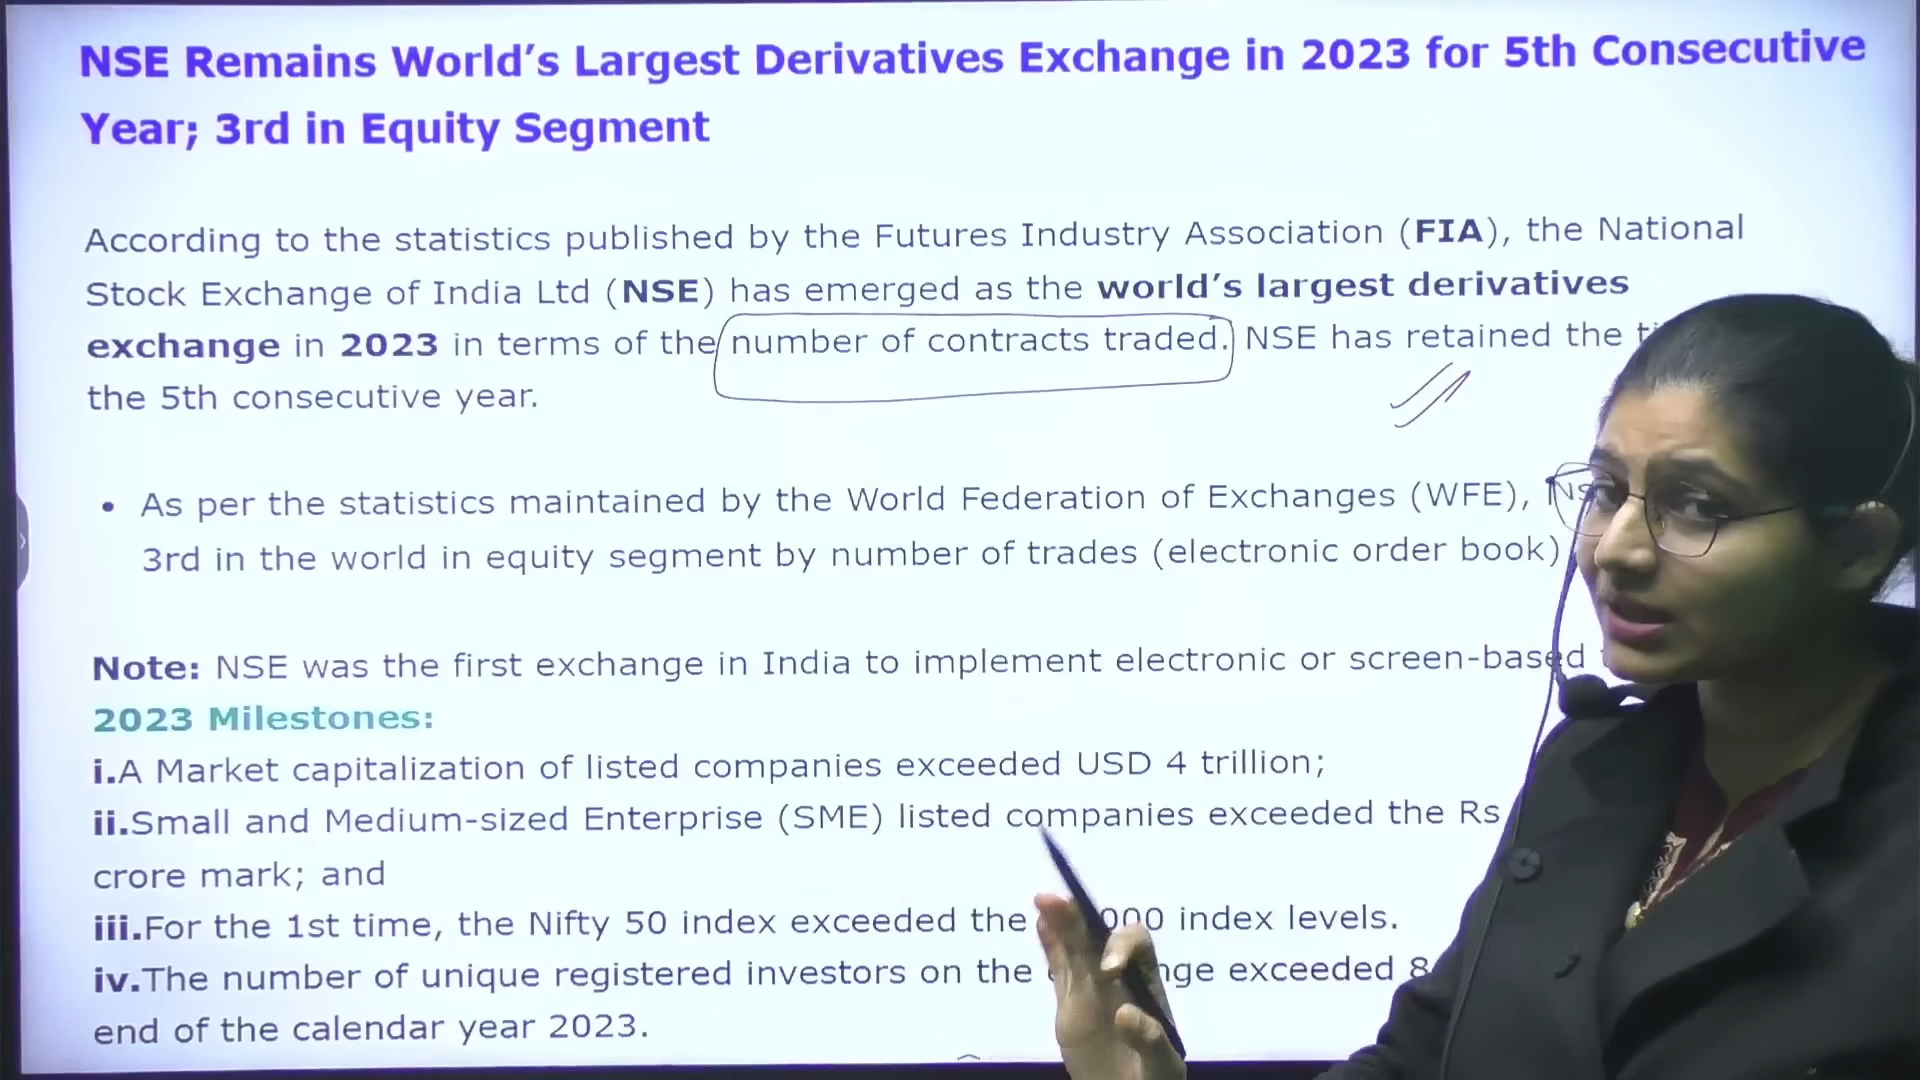 NSE Remains World's Largest Derivatives Exchange in 2023 for 5th Consecutive
Year; 3rd in Equity Segment
According to the statistics published by the Futures Industry Association (FIA), the National
Stock Exchange of India Ltd (NSE) has emerged as the world's largest derivatives
exchange in 2023 in terms of the number of contracts traded. NSE has retained the
the 5th consecutive year.
• As per the statistics maintained by the World Federation of Exchanges (WFE),
3rd in the world in equity segment by number of trades (electronic order book)
Note: NSE was the first exchange in India to implement electronic or screen-based
2023 Milestones:
i.A Market capitalization of listed companies exceeded USD 4 trillion;
ii.Small and Medium-sized Enterprise (SME) listed companies exceeded the Rs
crore mark; and
iii.For the 1st time, the Nifty 50 index exceeded the index levels.
iv.The number of unique registered investors on the exceeded
end of the calendar year 2023.